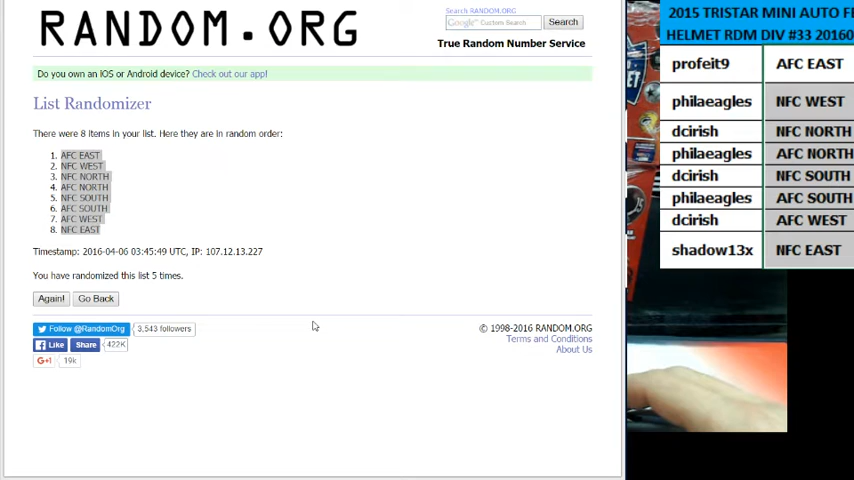 RANDOM.ORG
Search RANDOM.ORG
Google™ Custom Search
Search
True Random Number Service
Do you own an iOS or Android device? Check out our app!
List Randomizer
There were 8 items in your list. Here they are in random order:
1. AFC EAST
2. NFC WEST
3. NFC NORTH
4. AFC NORTH
5. NFC SOUTH
6. AFC SOUTH
7. AFC WEST
8. NFC EAST
Timestamp: 2016-04-06 03:45:49 UTC, IP: 107.12.13.227
You have randomized this list 5 times.
Again!
Go Back
Follow @RandomOrg
3,543 followers
Like
Share
422K
G+1
19k
© 1998-2016 RANDOM.ORG
Terms and Conditions
About Us
2015 TRISTAR MINI AUTO
HELMET RDM DIV #33 20160
profeit9 AFC EAST
philaeagles NFC WEST
dcirish NFC NORTH
philaeagles AFC NORTH
dcirish NFC SOUTH
philaeagles AFC SOUTH
dcirish AFC WEST
shadow13x NFC EAST